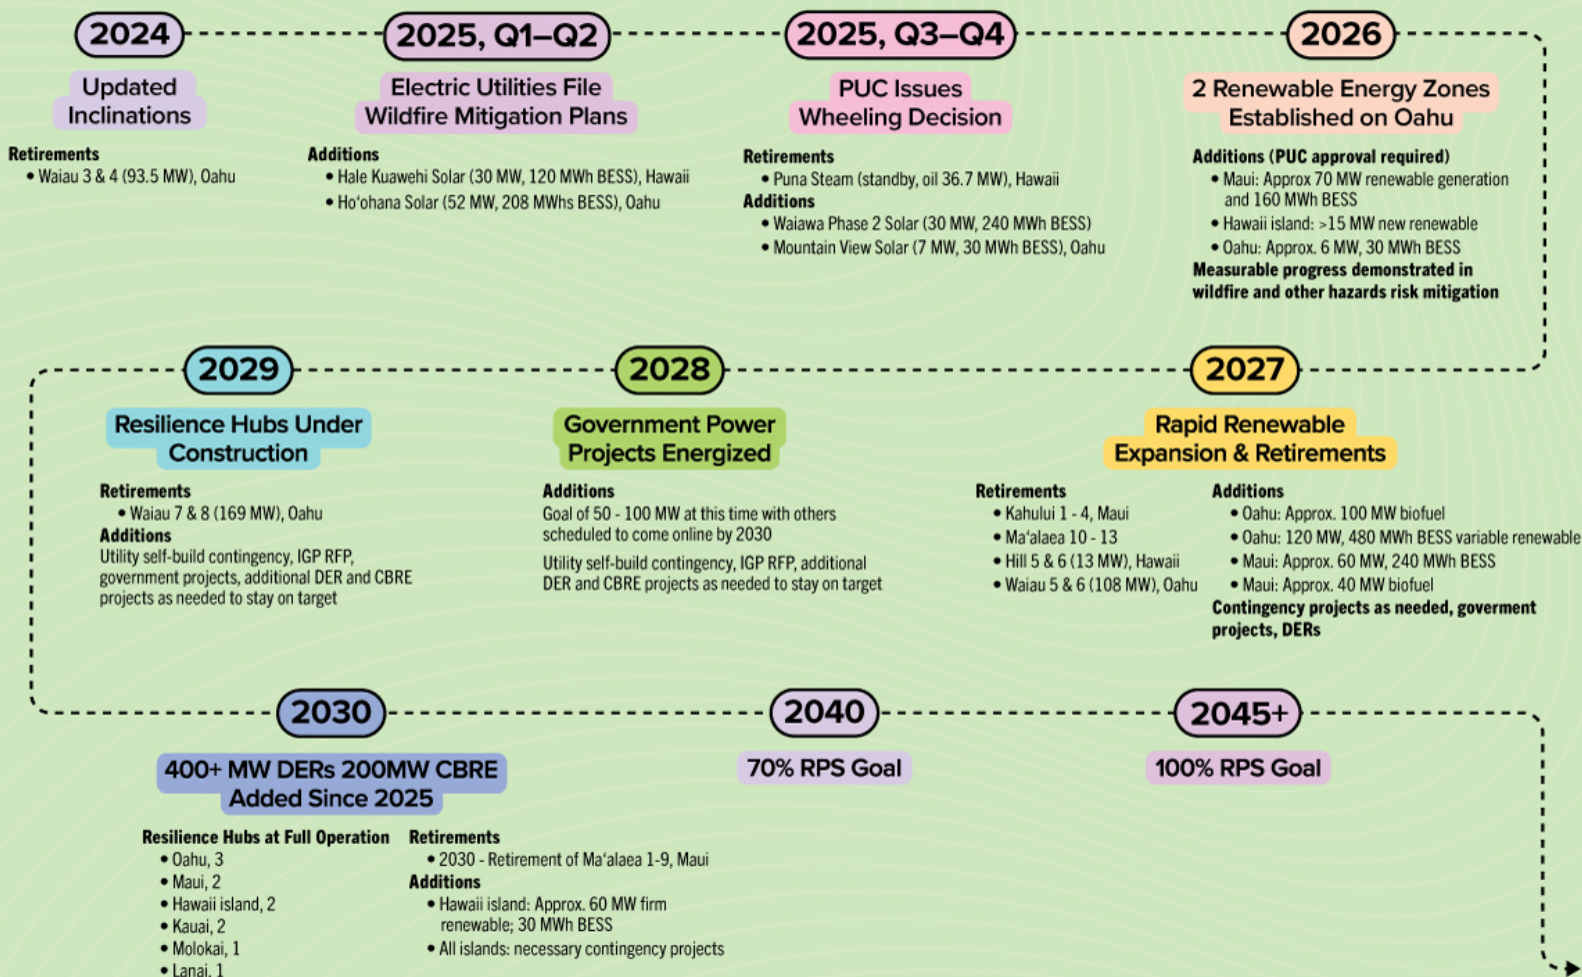 2024
Updated
Inclinations
Retirements
• Waiau 3 & 4 (93.5 MW), Oahu
2025, Q1–Q2
Electric Utilities File
Wildfire Mitigation Plans
Additions
• Hale Kuawehi Solar (30 MW, 120 MWh BESS), Hawaii
• Ho‘ohana Solar (52 MW, 208 MWhs BESS), Oahu
2025, Q3–Q4
PUC Issues
Wheeling Decision
Retirements
• Puna Steam (standby, oil 36.7 MW), Hawaii
Additions
• Waiawa Phase 2 Solar (30 MW, 240 MWh BESS)
• Mountain View Solar (7 MW, 30 MWh BESS), Oahu
2026
2 Renewable Energy Zones
Established on Oahu
Additions (PUC approval required)
• Maui: Approx 70 MW renewable generation
and 160 MWh BESS
• Hawaii island: >15 MW new renewable
• Oahu: Approx. 6 MW, 30 MWh BESS
Measurable progress demonstrated in
wildfire and other hazards risk mitigation
2029
Resilience Hubs Under
Construction
Retirements
• Waiau 7 & 8 (169 MW), Oahu
Additions
Utility self-build contingency, IGP RFP,
government projects, additional DER and CBRE
projects as needed to stay on target
2028
Government Power
Projects Energized
Additions
Goal of 50 - 100 MW at this time with others
scheduled to come online by 2030
Utility self-build contingency, IGP RFP, additional
DER and CBRE projects as needed to stay on target
2027
Rapid Renewable
Expansion & Retirements
Retirements
• Kahului 1 - 4, Maui
• Ma‘alaea 10 - 13
• Hill 5 & 6 (13 MW), Hawaii
• Waiau 5 & 6 (108 MW), Oahu
Additions
• Oahu: Approx. 100 MW biofuel
• Oahu: 120 MW, 480 MWh BESS variable renewable
• Maui: Approx. 60 MW, 240 MWh BESS
• Maui: Approx. 40 MW biofuel
Contingency projects as needed, goverment
projects, DERs
2030
400+ MW DERs 200MW CBRE
Added Since 2025
Resilience Hubs at Full Operation
• Oahu, 3
• Maui, 2
• Hawaii island, 2
• Kauai, 2
• Molokai, 1
• Lanai, 1
Retirements
• 2030 - Retirement of Ma‘alaea 1-9, Maui
Additions
• Hawaii island: Approx. 60 MW firm
renewable; 30 MWh BESS
• All islands: necessary contingency projects
2040
70% RPS Goal
2045+
100% RPS Goal